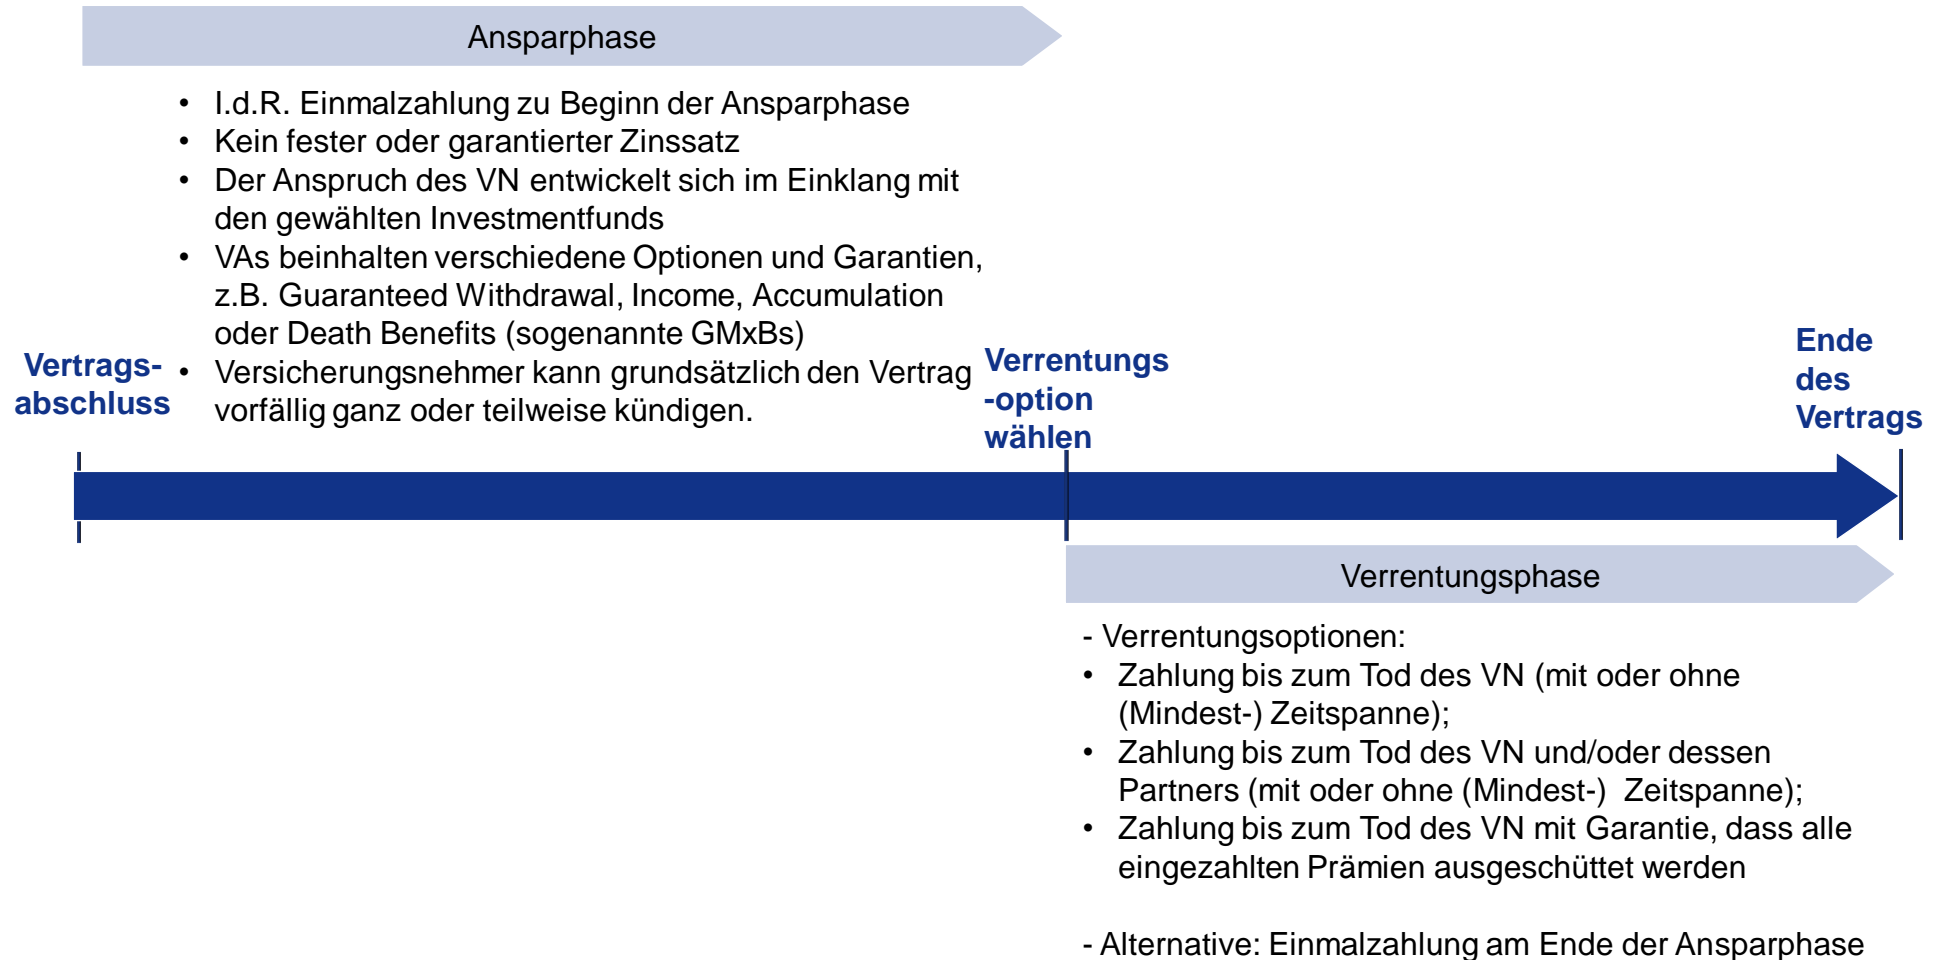 Ansparphase
• I.d.R. Einmalzahlung zu Beginn der Ansparphase
• Kein fester oder garantierter Zinssatz
• Der Anspruch des VN entwickelt sich im Einklang mit
den gewählten Investmentfunds
• VAs beinhalten verschiedene Optionen und Garantien,
z.B. Guaranteed Withdrawal, Income, Accumulation
oder Death Benefits (sogenannte GMxBs)
• Versicherungsnehmer kann grundsätzlich den Vertrag
vorfällig ganz oder teilweise kündigen.
Vertrags-
abschluss
Verrentungs
-option
wählen
Ende
des
Vertrags
Verrentungsphase
- Verrentungsoptionen:
• Zahlung bis zum Tod des VN (mit oder ohne
(Mindest-) Zeitspanne);
• Zahlung bis zum Tod des VN und/oder dessen
Partners (mit oder ohne (Mindest-) Zeitspanne);
• Zahlung bis zum Tod des VN mit Garantie, dass alle
eingezahlten Prämien ausgeschüttet werden
- Alternative: Einmalzahlung am Ende der Ansparphase